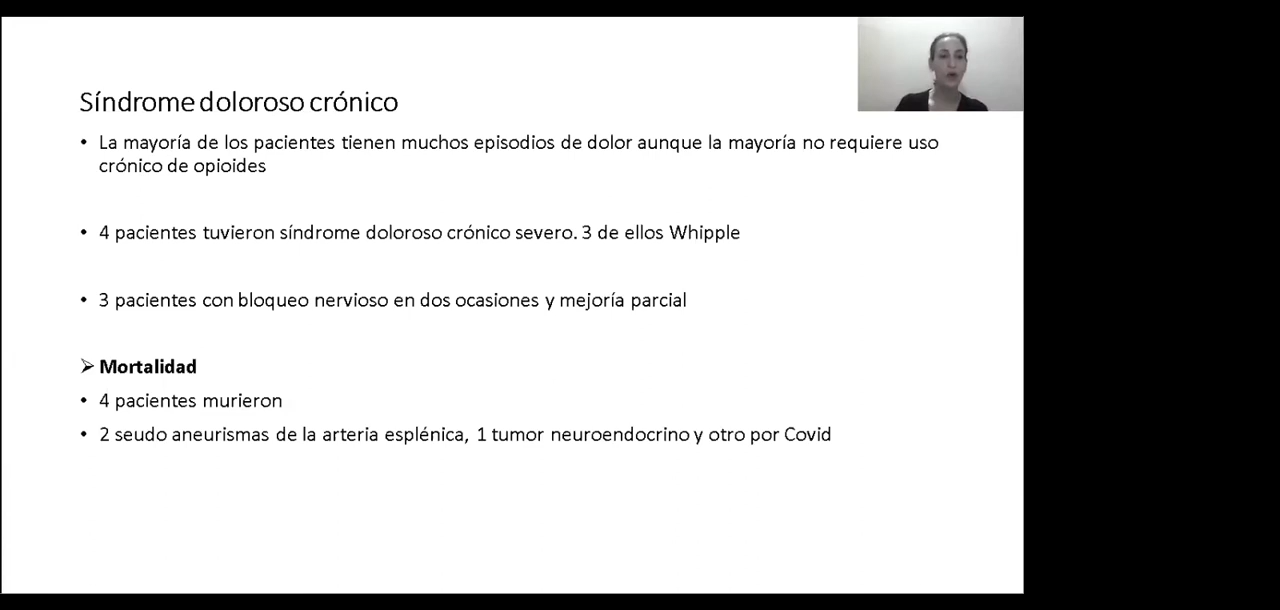 Síndrome doloroso crónico
• La mayoría de los pacientes tienen muchos episodios de dolor aunque la mayoría no requiere uso
crónico de opioides
• 4 pacientes tuvieron síndrome doloroso crónico severo. 3 de ellos Whipple
• 3 pacientes con bloqueo nervioso en dos ocasiones y mejoría parcial
➢ Mortalidad
• 4 pacientes murieron
• 2 seudo aneurismas de la arteria esplénica, 1 tumor neuroendocrino y otro por Covid